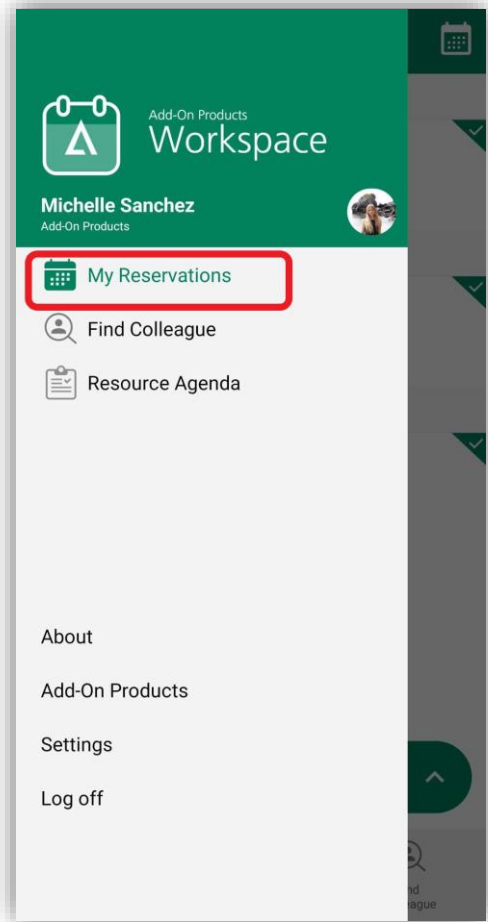 Add-On Products
Workspace
Michelle Sanchez
Add-On Products
My Reservations
Find Colleague
Resource Agenda
About
Add-On Products
Settings
Log off